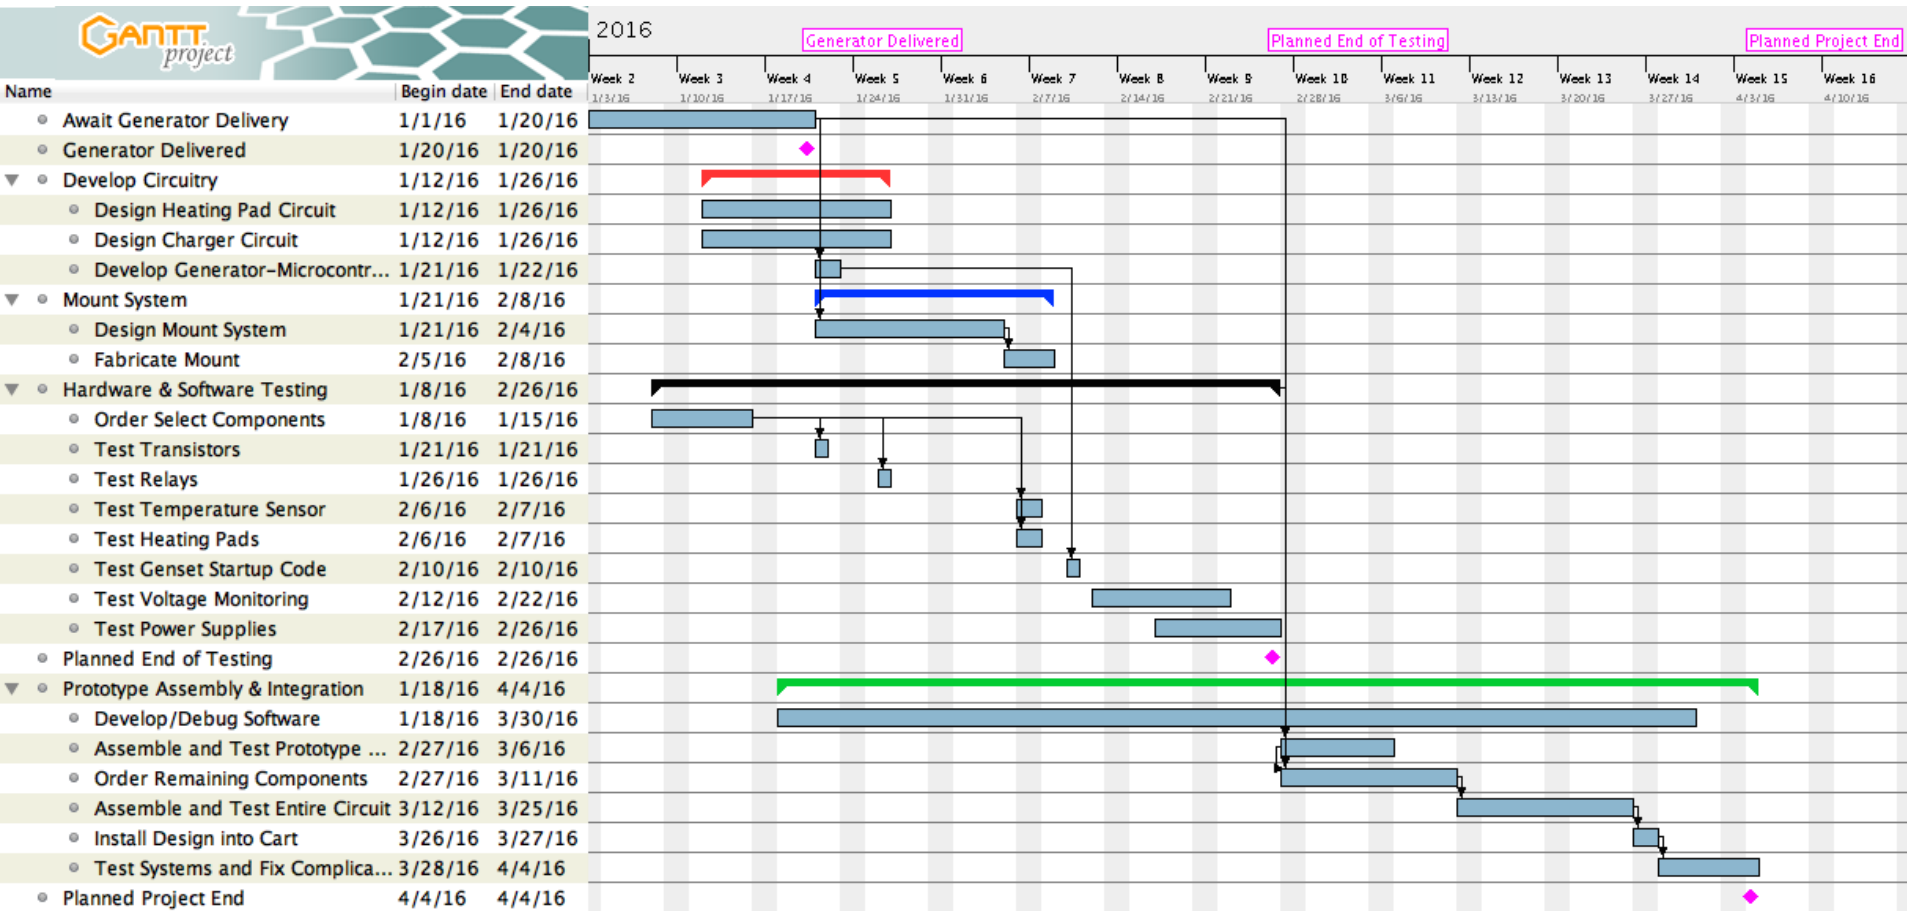 GANTT
project
2016
Generator Delivered
Planned End of Testing
Planned Project End
Week 2 Week 3 Week 4 Week 5 Week 6 Week 7 Week 8 Week 9 Week 10 Week 11 Week 12 Week 13 Week 14 Week 15 Week 16
Name Begin date End date 1/3/16 1/10/16 1/17/16 1/24/16 1/31/16 2/7/16 2/14/16 2/21/16 2/28/16 3/6/16 3/13/16 3/20/16 3/27/16 4/3/16 4/10/16
Await Generator Delivery 1/1/16 1/20/16
Generator Delivered 1/20/16 1/20/16
Develop Circuitry 1/12/16 1/26/16
Design Heating Pad Circuit 1/12/16 1/26/16
Design Charger Circuit 1/12/16 1/26/16
Develop Generator-Microcontr... 1/21/16 1/22/16
Mount System 1/21/16 2/8/16
Design Mount System 1/21/16 2/4/16
Fabricate Mount 2/5/16 2/8/16
Hardware & Software Testing 1/8/16 2/26/16
Order Select Components 1/8/16 1/15/16
Test Transistors 1/21/16 1/21/16
Test Relays 1/26/16 1/26/16
Test Temperature Sensor 2/6/16 2/7/16
Test Heating Pads 2/6/16 2/7/16
Test Genset Startup Code 2/10/16 2/10/16
Test Voltage Monitoring 2/12/16 2/22/16
Test Power Supplies 2/17/16 2/26/16
Planned End of Testing 2/26/16 2/26/16
Prototype Assembly & Integration 1/18/16 4/4/16
Develop/Debug Software 1/18/16 3/30/16
Assemble and Test Prototype ... 2/27/16 3/6/16
Order Remaining Components 2/27/16 3/11/16
Assemble and Test Entire Circuit 3/12/16 3/25/16
Install Design into Cart 3/26/16 3/27/16
Test Systems and Fix Complica... 3/28/16 4/4/16
Planned Project End 4/4/16 4/4/16